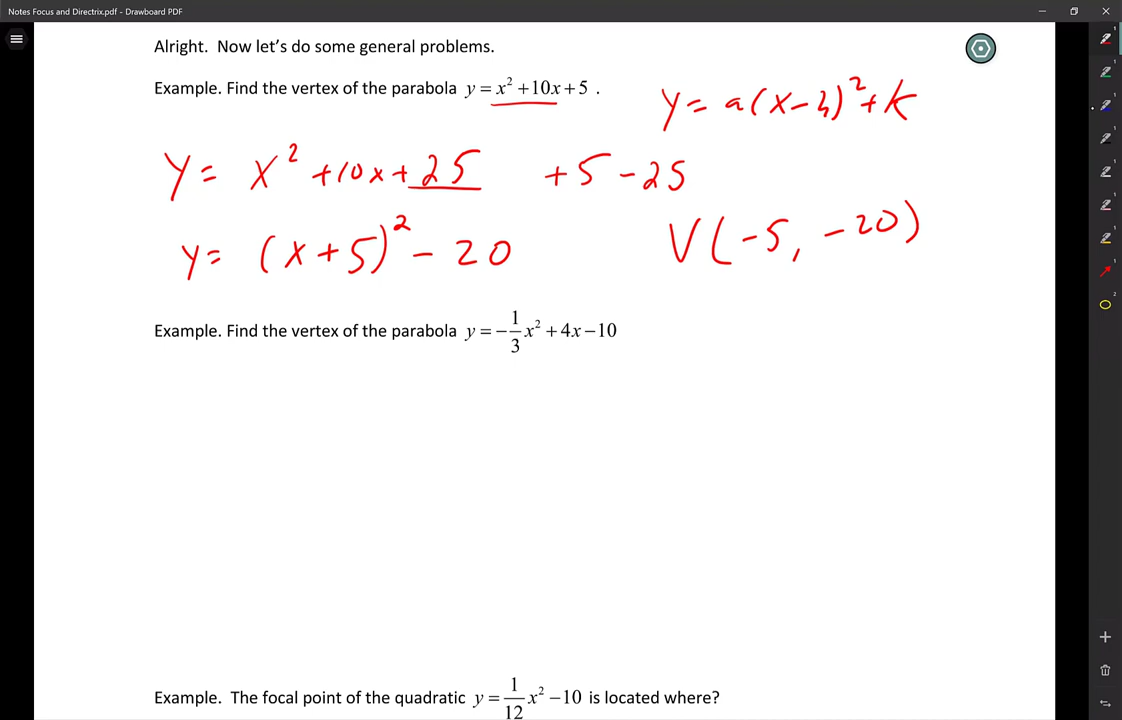 Notes Focus and Directrix.pdf - Drawboard PDF
Alright. Now let's do some general problems.
Example. Find the vertex of the parabola y = x² + 10x + 5 .
y = a(x - h)² + k
y = x² + 10x + 25 + 5 - 25
y = (x + 5)² - 20
V(-5, -20)
Example. Find the vertex of the parabola y = -1/3 x² + 4x - 10
Example. The focal point of the quadratic y = 1/12 x² - 10 is located where?